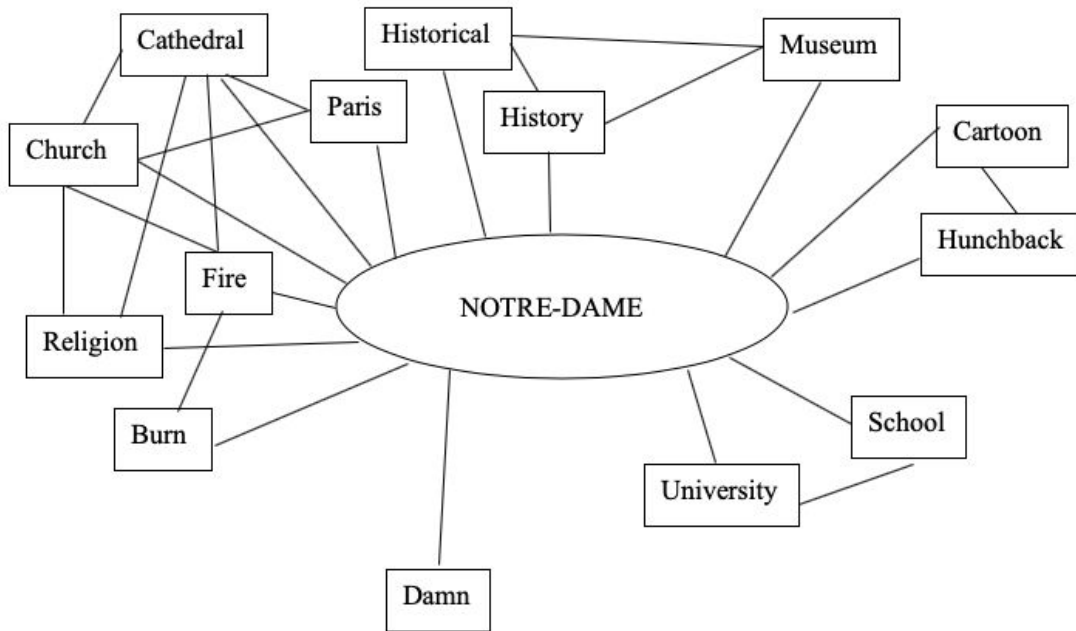 Cathedral
Historical
Museum
Paris
History
Church
Cartoon
Hunchback
Fire
NOTRE-DAME
Religion
Burn
School
University
Damn